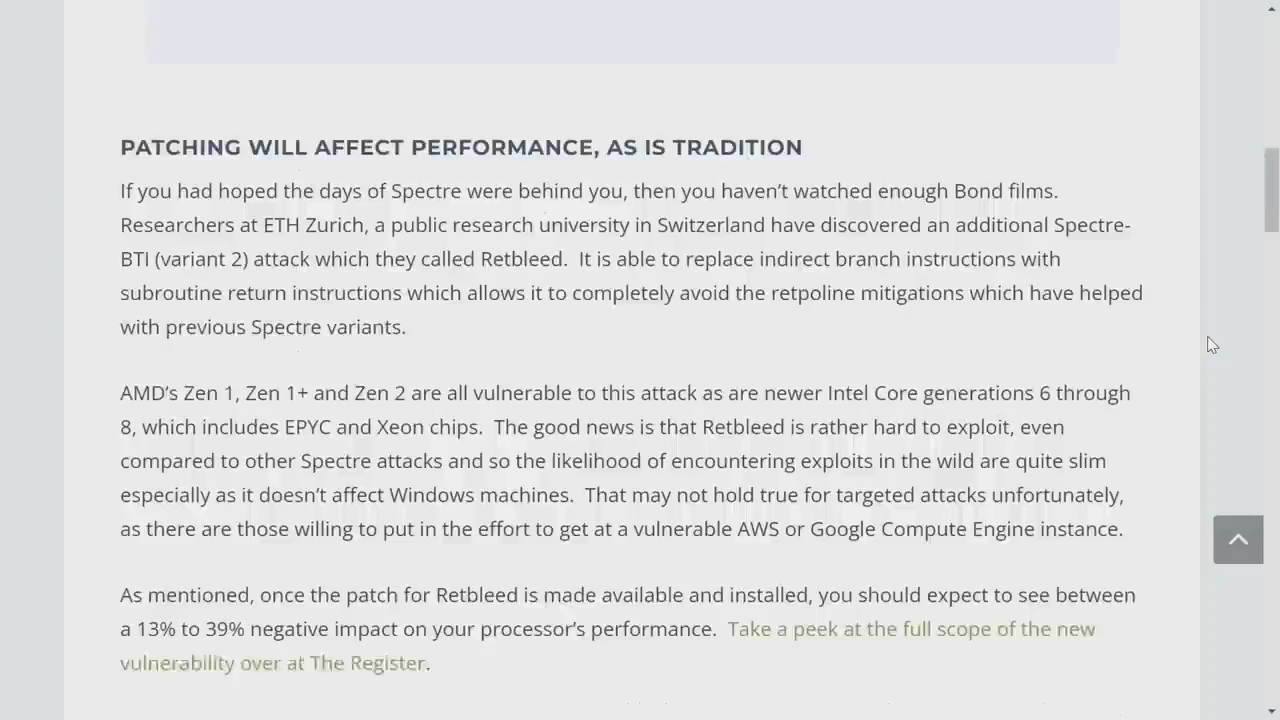 PATCHING WILL AFFECT PERFORMANCE, AS IS TRADITION
If you had hoped the days of Spectre were behind you, then you haven’t watched enough Bond films.
Researchers at ETH Zurich, a public research university in Switzerland have discovered an additional Spectre-
BTI (variant 2) attack which they called Retbleed.  It is able to replace indirect branch instructions with
subroutine return instructions which allows it to completely avoid the retpoline mitigations which have helped
with previous Spectre variants.
AMD’s Zen 1, Zen 1+ and Zen 2 are all vulnerable to this attack as are newer Intel Core generations 6 through
8, which includes EPYC and Xeon chips.  The good news is that Retbleed is rather hard to exploit, even
compared to other Spectre attacks and so the likelihood of encountering exploits in the wild are quite slim
especially as it doesn’t affect Windows machines.  That may not hold true for targeted attacks unfortunately,
as there are those willing to put in the effort to get at a vulnerable AWS or Google Compute Engine instance.
As mentioned, once the patch for Retbleed is made available and installed, you should expect to see between
a 13% to 39% negative impact on your processor’s performance.  Take a peek at the full scope of the new
vulnerability over at The Register.